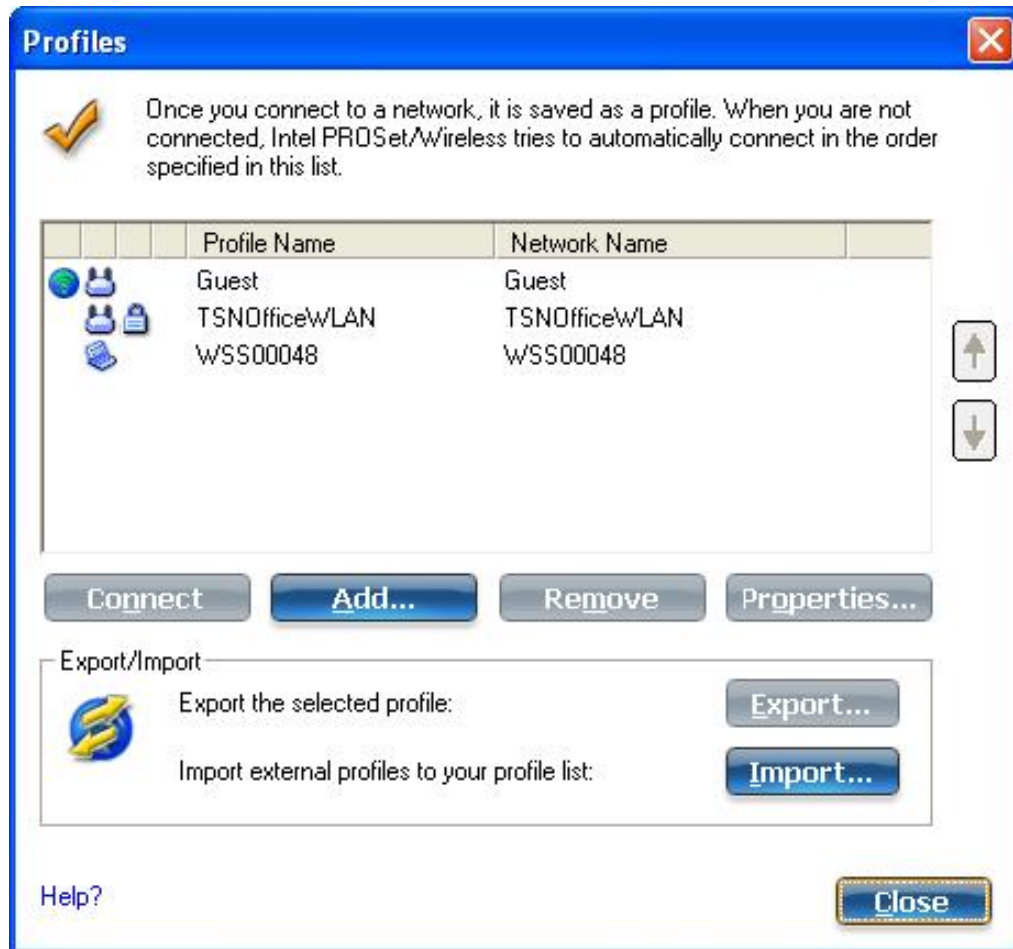 Profiles
Once you connect to a network, it is saved as a profile. When you are not
connected, Intel PROSet/Wireless tries to automatically connect in the order
specified in this list.
Profile Name Network Name
Guest Guest
TSNOfficeWLAN TSNOfficeWLAN
WSS00048 WSS00048
Connect Add... Remove Properties...
Export/Import
Export the selected profile: Export...
Import external profiles to your profile list: Import...
Help? Close